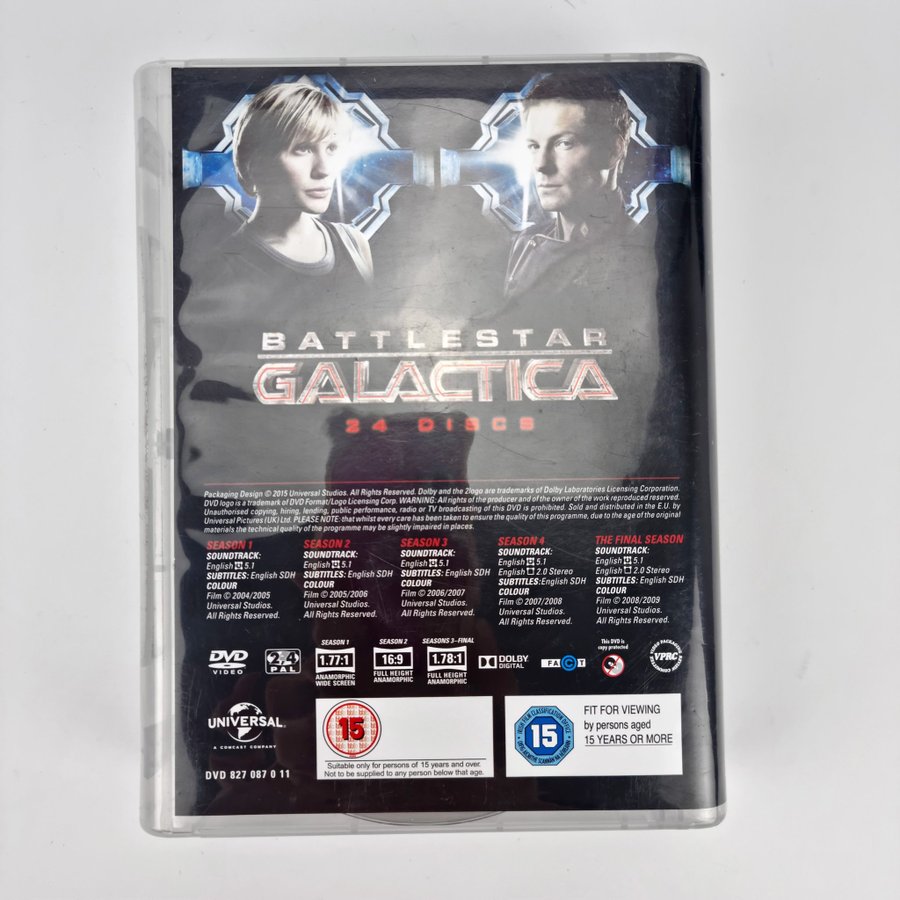 BATTLESTAR
GALACTICA
24 DISCS
Packaging Design © 2015 Universal Studios. All Rights Reserved. Dolby and the 2logo are trademarks of Dolby Laboratories Licensing Corporation.
DVD logo is a trademark of DVD Format/Logo Licensing Corp. WARNING: All rights of the producer and of the owner of the work reproduced reserved.
Unauthorised copying, hiring, lending, public performance, radio or TV broadcasting of this DVD is prohibited. Sold and distributed in the E.U. by
Universal Pictures (UK) Ltd. PLEASE NOTE: that whilst every care has been taken to ensure the quality of this programme, due to the age of the original
materials the technical quality of the programme may be slightly impaired in places.
SEASON 1
SOUNDTRACK:
English 5.1
SUBTITLES: English SDH
COLOUR
Film © 2004/2005
Universal Studios.
All Rights Reserved.
SEASON 2
SOUNDTRACK:
English 5.1
SUBTITLES: English SDH
COLOUR
Film © 2005/2006
Universal Studios.
All Rights Reserved.
SEASON 3
SOUNDTRACK:
English 5.1
SUBTITLES: English SDH
COLOUR
Film © 2006/2007
Universal Studios.
All Rights Reserved.
SEASON 4
SOUNDTRACK:
English 5.1
English 2.0 Stereo
SUBTITLES: English SDH
COLOUR
Film © 2007/2008
Universal Studios.
All Rights Reserved.
THE FINAL SEASON
SOUNDTRACK:
English 5.1
English 2.0 Stereo
SUBTITLES: English SDH
COLOUR
Film © 2008/2009
Universal Studios.
All Rights Reserved.
DVD
VIDEO
2,4
PAL
SEASON 1
1.77:1
ANAMORPHIC
WIDE SCREEN
SEASON 2
16:9
FULL HEIGHT
ANAMORPHIC
SEASONS 3–FINAL
1.78:1
FULL HEIGHT
ANAMORPHIC
DOLBY
DIGITAL
FACT
This DVD is
copy protected
VPRC
UNIVERSAL
A COMCAST COMPANY
DVD 827 087 0 11
15
Suitable only for persons of 15 years and over.
Not to be supplied to any person below that age.
IRISH FILM CLASSIFICATION OFFICE
15
FIT FOR VIEWING
by persons aged
15 YEARS OR MORE